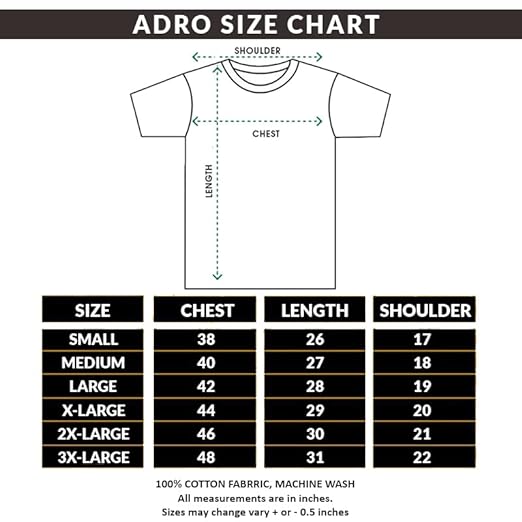 ADRO SIZE CHART
SHOULDER
CHEST
LENGTH
SIZE CHEST LENGTH SHOULDER
SMALL 38 26 17
MEDIUM 40 27 18
LARGE 42 28 19
X-LARGE 44 29 20
2X-LARGE 46 30 21
3X-LARGE 48 31 22
100% COTTON FABRRIC, MACHINE WASH
All measurements are in inches.
Sizes may change vary + or - 0.5 inches